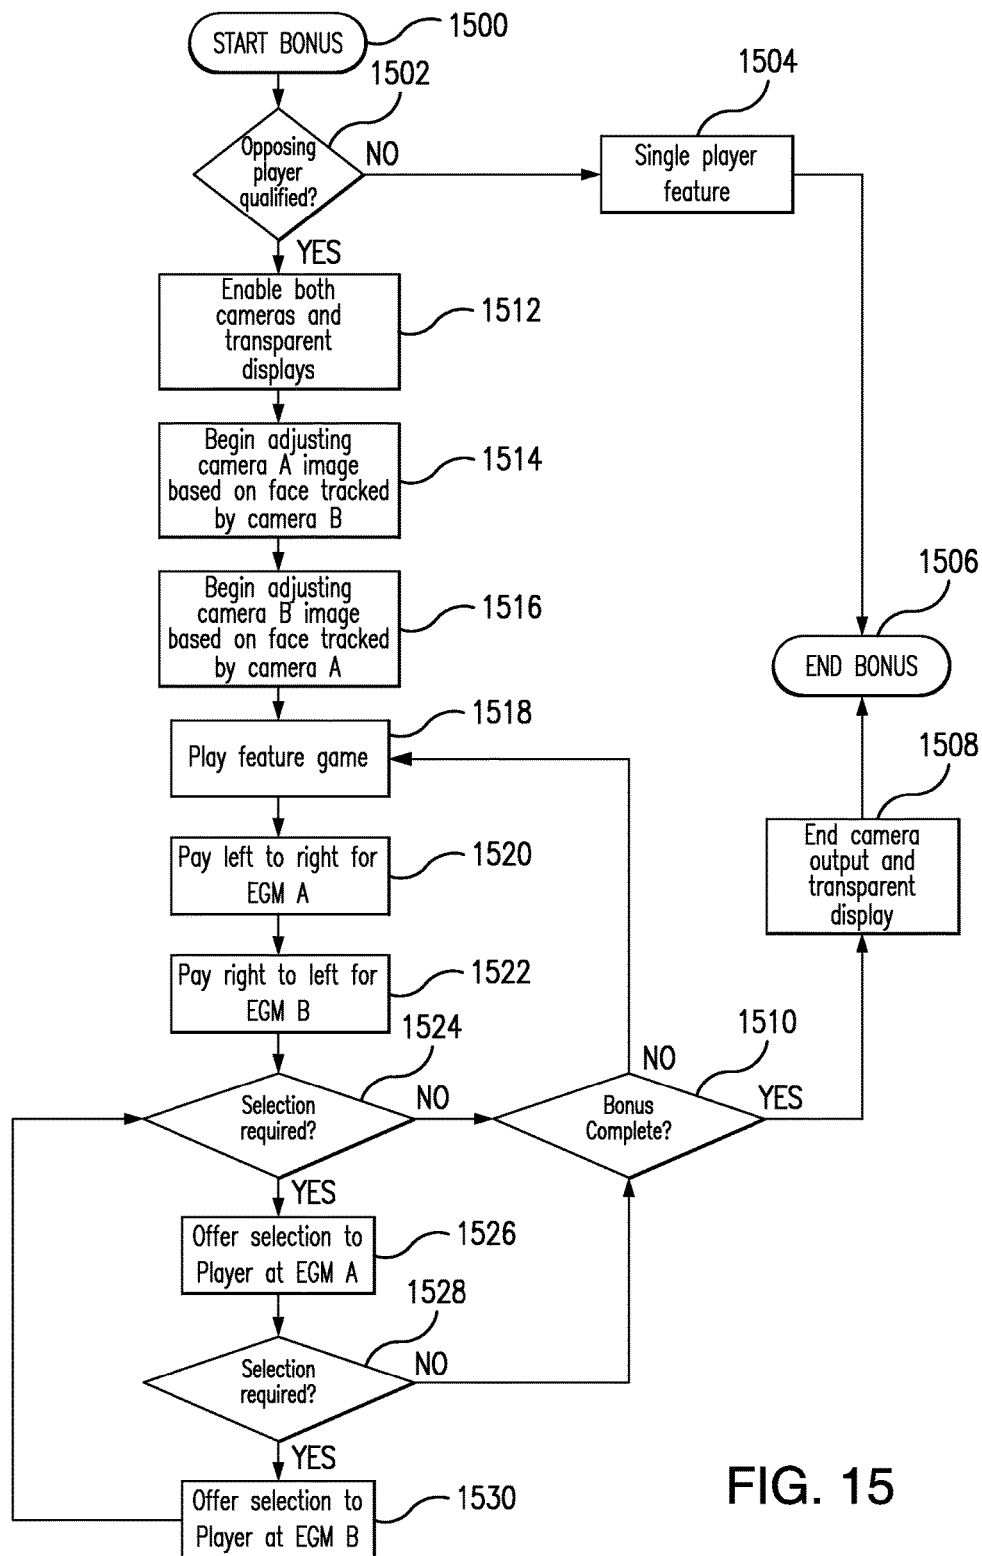 START BONUS
1500
1502
Opposing
player
qualified?
NO
YES
1504
Single player
feature
Enable both
cameras and
transparent
displays
1512
Begin adjusting
camera A image
based on face tracked
by camera B
1514
Begin adjusting
camera B image
based on face tracked
by camera A
1516
1506
END BONUS
Play feature game
1518
1508
End camera
output and
transparent
display
Pay left to right for
EGM A
1520
Pay right to left for
EGM B
1522
1524
Selection
required?
NO
YES
1510
Bonus
Complete?
NO
YES
Offer selection to
Player at EGM A
1526
1528
Selection
required?
NO
YES
Offer selection to
Player at EGM B
1530
FIG. 15